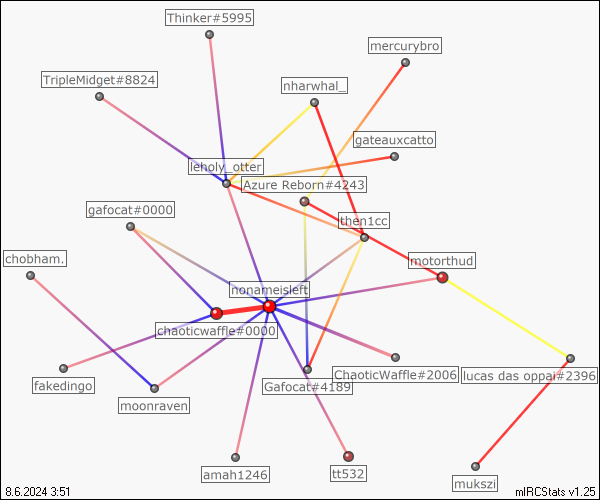 Thinker#5995
mercurybro
TripleMidget#8824
nharwhal_
gateauxcatto
leholy_otter
Azure Reborn#4243
gafocat#0000
then1cc
chobham.
motorthud
nonameisleft
chaoticwaffle#0000
ChaoticWaffle#2006
lucas das oppai#2396
fakedingo
Gafocat#4189
moonraven
amah1246
tt532
mukszi
8.6.2024 3:51
mIRCStats v1.25